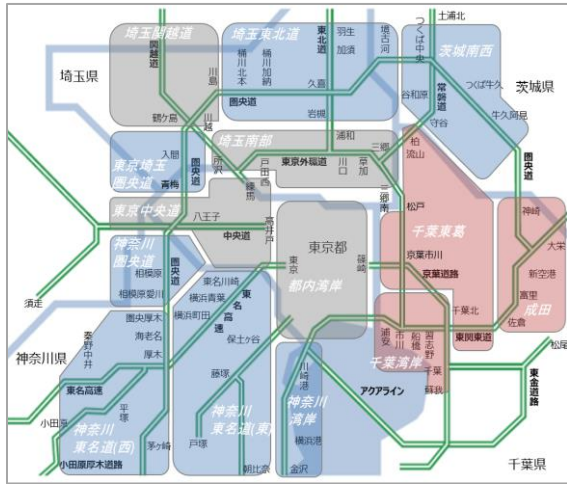 土浦北
埼玉関越道
埼玉東北道
東北道
羽生
加須
境古河
つくば中央
茨城南西
関越道
桶川北本
桶川加納
埼玉県
川島
久喜
常磐道
谷和原
つくば牛久
茨城県
圏央道
鶴ヶ島
川越
岩槻
守谷
牛久阿見
埼玉南部
浦和
三郷
柏
流山
入間
圏央道
所沢
戸田西
東京外環道
川口
草加
圏央道
東京埼玉
圏央道
青梅
練馬
三郷南
松戸
神崎
東京中央道
八王子
高井戸
千葉東葛
大栄
神奈川
圏央道
中央道
東京都
京葉市川
新空港
相模原
圏央道
東京
篠崎
京葉道路
東名川崎
都内湾岸
富里
須走
相模原愛川
横浜青葉
東名高速
千葉北
成田
圏央厚木
横浜町田
浦安
市川
船橋
習志野
東関東道
佐倉
秦野中井
海老名
保土ヶ谷
千葉湾岸
松尾
神奈川県
厚木
川崎港
千葉
藤塚
アクアライン
蘇我
東金道路
東名高速
神奈川
湾岸
平塚
神奈川
東名道(東)
小田原
神奈川
東名道(西)
戸塚
横浜港
茅ヶ崎
小田原厚木道路
朝比奈
金沢
千葉県